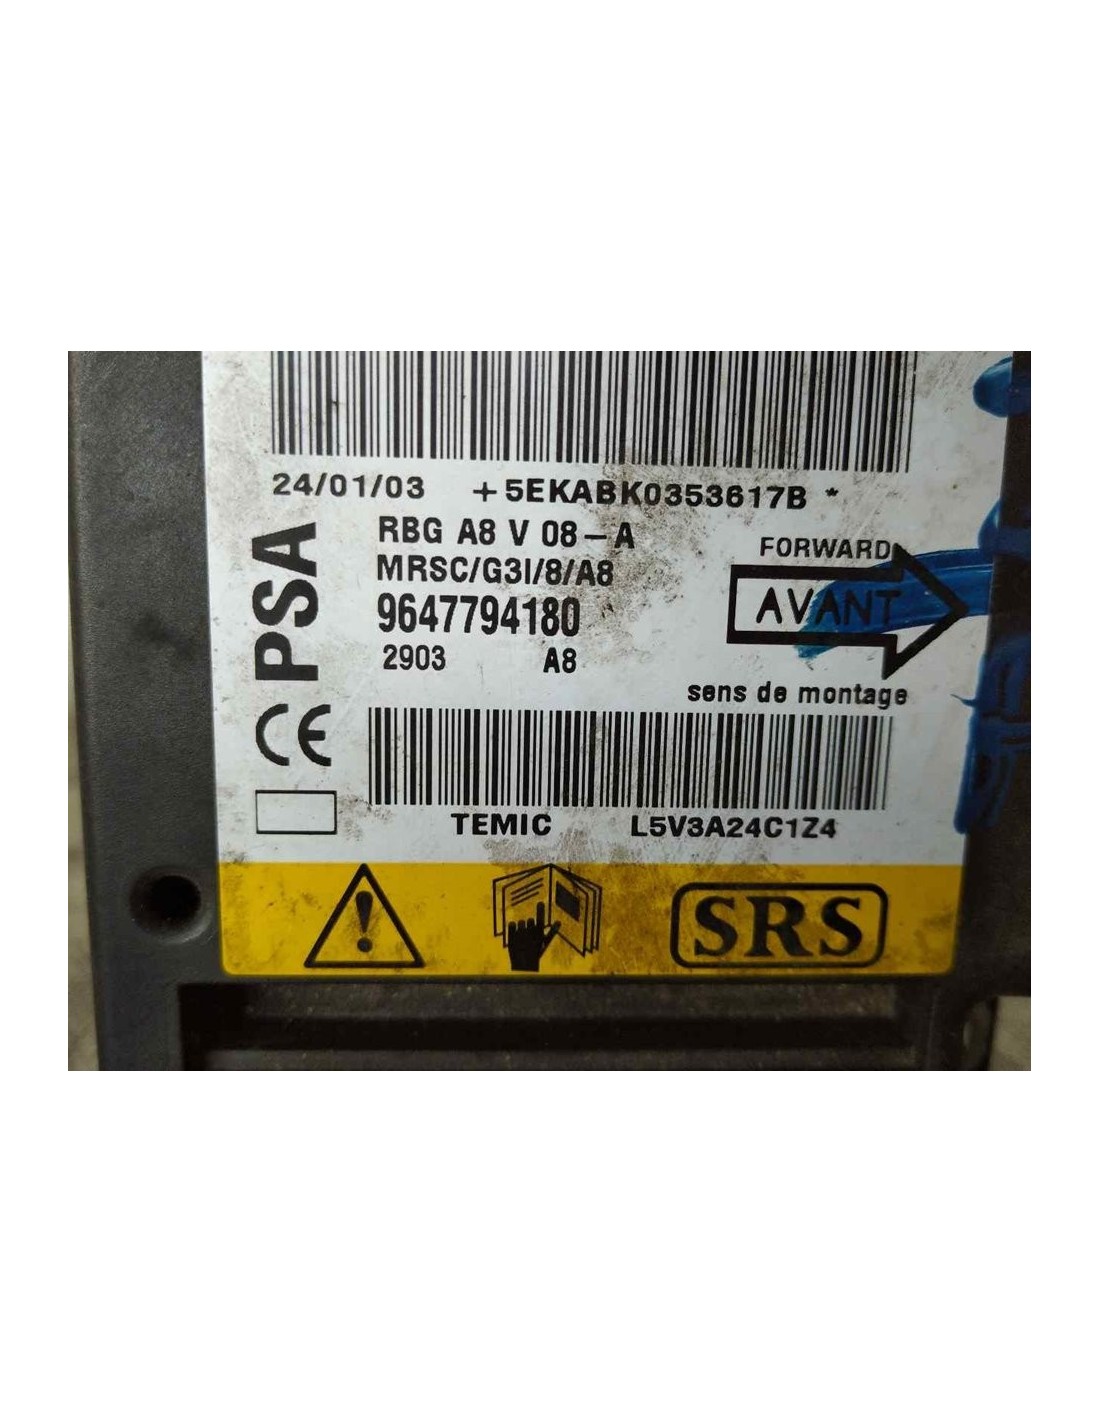 24/01/03 +5EKABK0353617B *
RBG A8 V 08-A
MRSC/G3I/8/A8
9647794180
2903 A8
PSA
CE
FORWARD
AVANT
sens de montage
TEMIC L5V3A24C1Z4
SRS